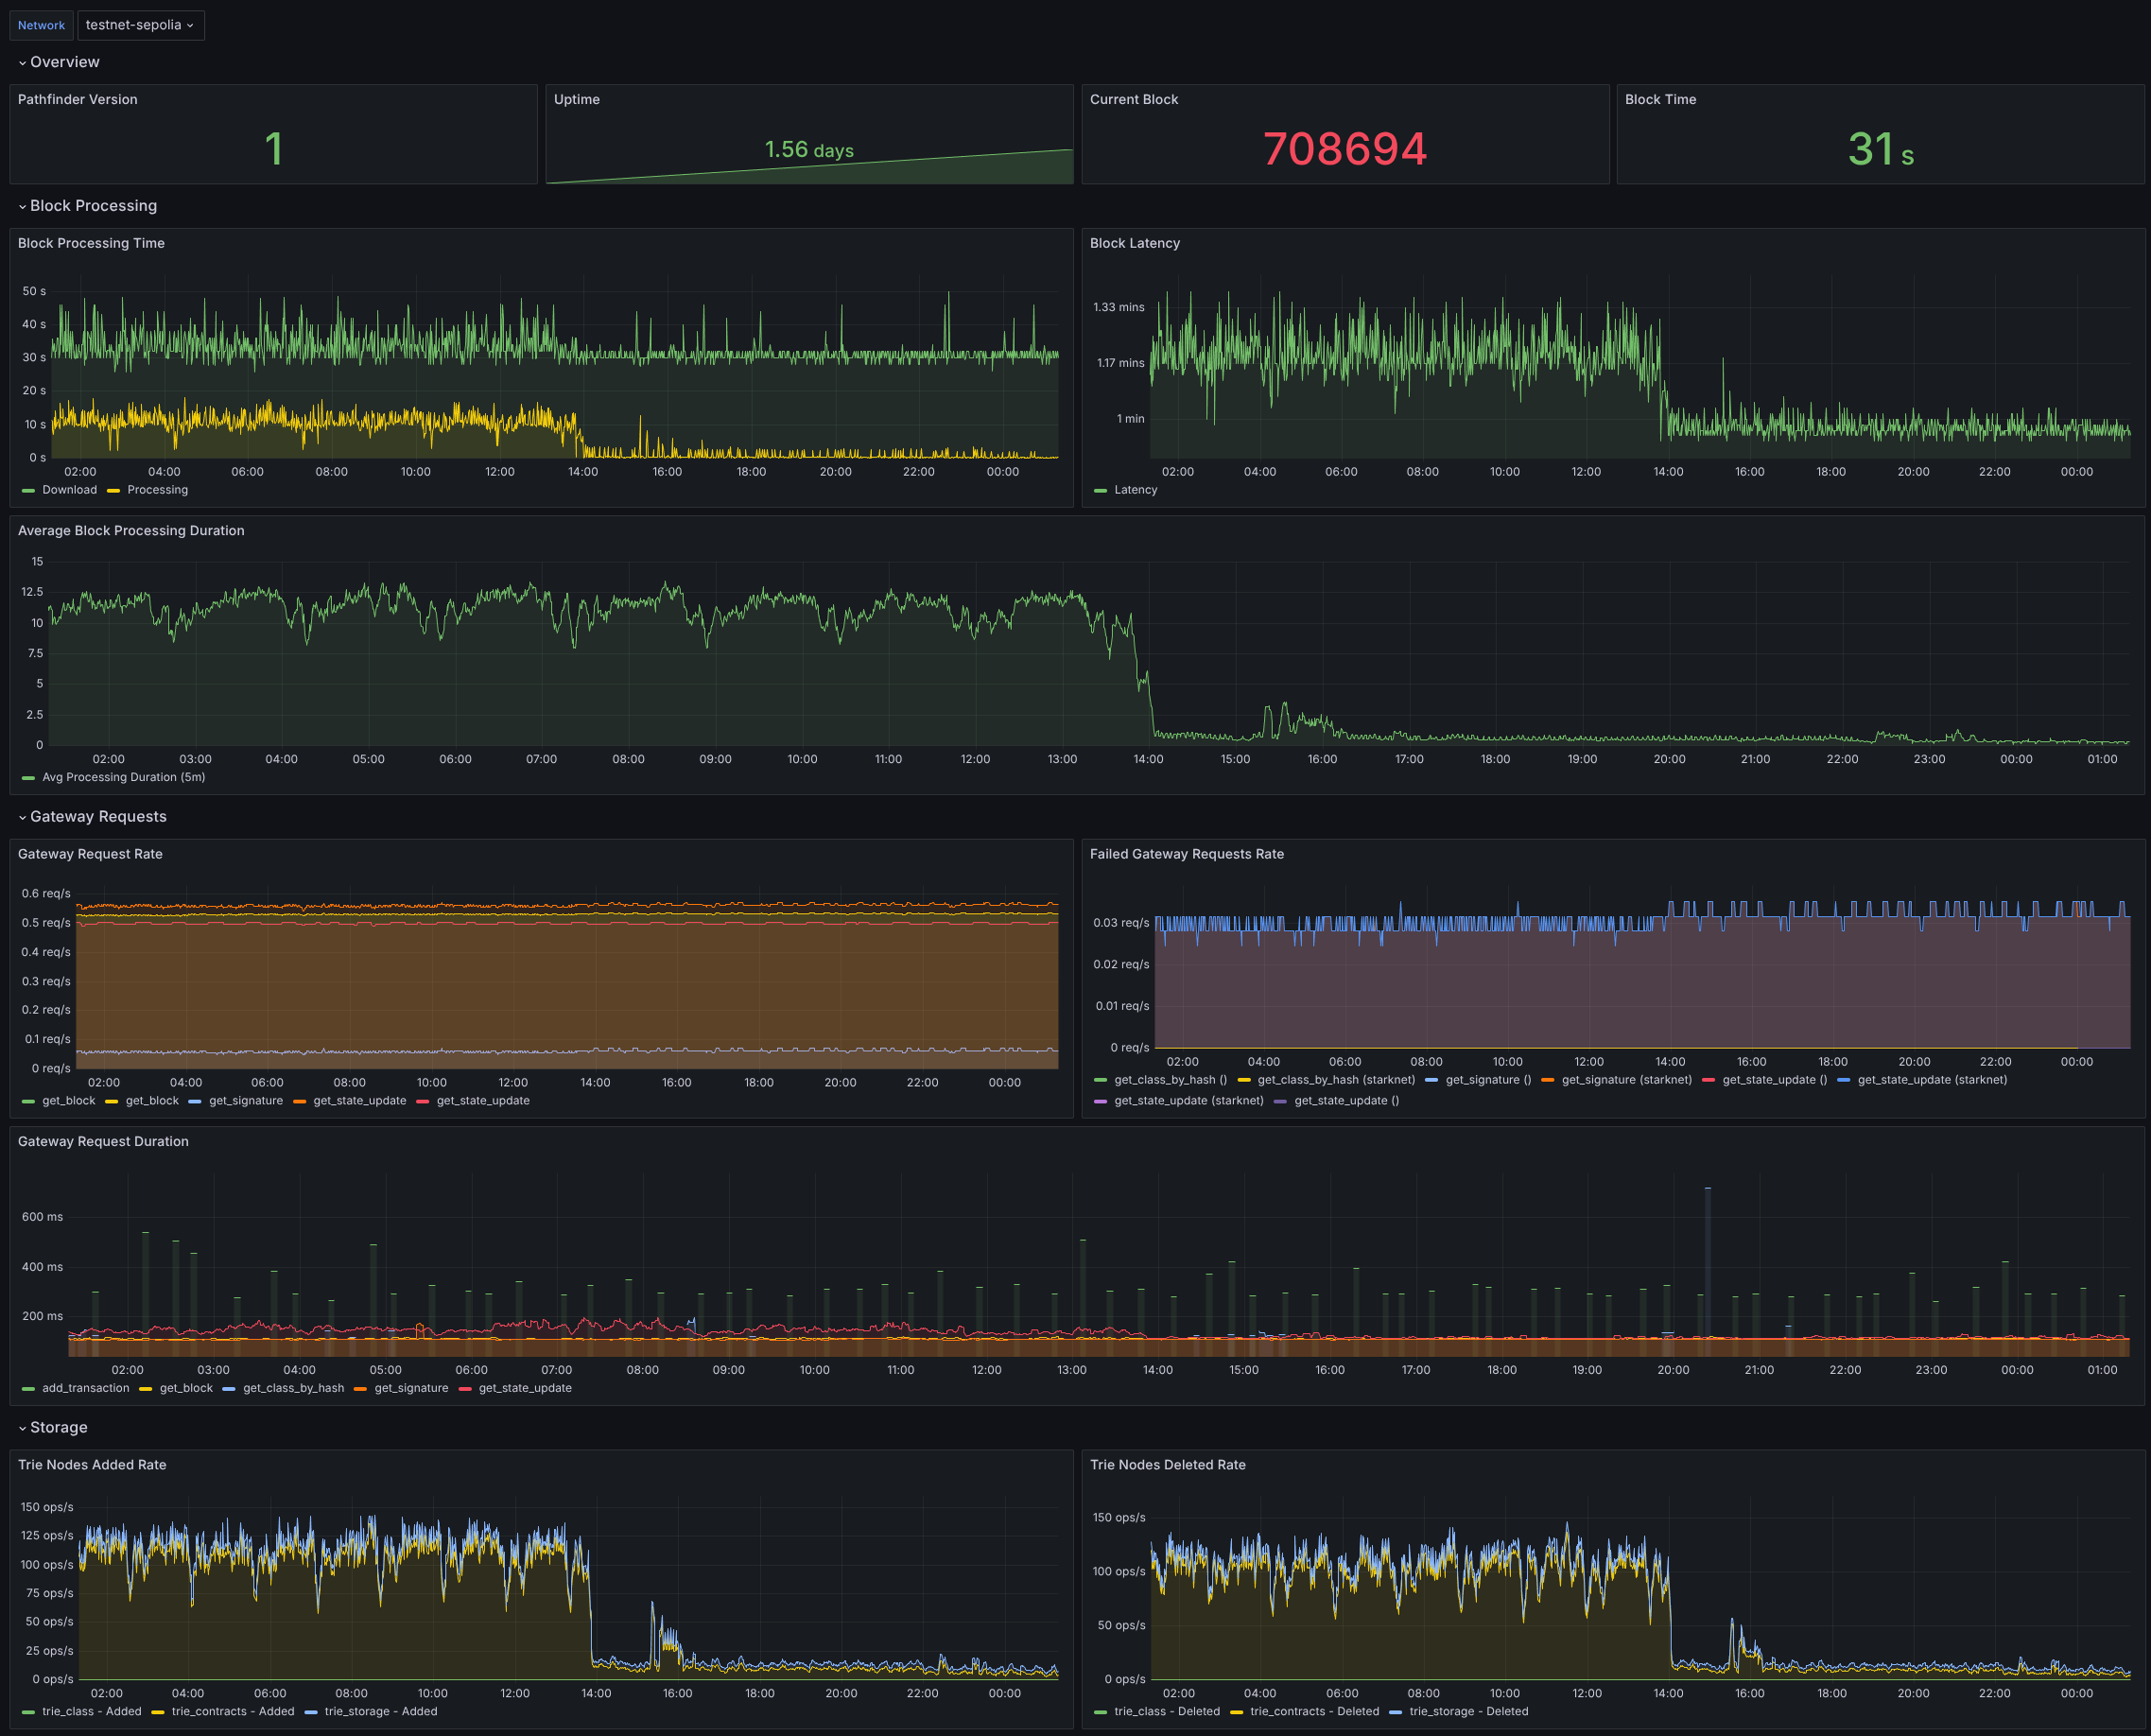 Network testnet-sepolia
Overview
Pathfinder Version
1
Uptime
1.56 days
Current Block
708694
Block Time
31 s
Block Processing
Block Processing Time
50 s
40 s
30 s
20 s
10 s
0 s
02:00 04:00 06:00 08:00 10:00 12:00 14:00 16:00 18:00 20:00 22:00 00:00
Download Processing
Block Latency
1.33 mins
1.17 mins
1 min
02:00 04:00 06:00 08:00 10:00 12:00 14:00 16:00 18:00 20:00 22:00 00:00
Latency
Average Block Processing Duration
15
12.5
10
7.5
5
2.5
0
02:00 03:00 04:00 05:00 06:00 07:00 08:00 09:00 10:00 11:00 12:00 13:00 14:00 15:00 16:00 17:00 18:00 19:00 20:00 21:00 22:00 23:00 00:00 01:00
Avg Processing Duration (5m)
Gateway Requests
Gateway Request Rate
0.6 req/s
0.5 req/s
0.4 req/s
0.3 req/s
0.2 req/s
0.1 req/s
0 req/s
02:00 04:00 06:00 08:00 10:00 12:00 14:00 16:00 18:00 20:00 22:00 00:00
get_block get_block get_signature get_state_update get_state_update
Failed Gateway Requests Rate
0.03 req/s
0.02 req/s
0.01 req/s
0 req/s
02:00 04:00 06:00 08:00 10:00 12:00 14:00 16:00 18:00 20:00 22:00 00:00
get_class_by_hash () get_class_by_hash (starknet) get_signature () get_signature (starknet) get_state_update () get_state_update (starknet)
get_state_update (starknet) get_state_update ()
Gateway Request Duration
600 ms
400 ms
200 ms
02:00 03:00 04:00 05:00 06:00 07:00 08:00 09:00 10:00 11:00 12:00 13:00 14:00 15:00 16:00 17:00 18:00 19:00 20:00 21:00 22:00 23:00 00:00 01:00
add_transaction get_block get_class_by_hash get_signature get_state_update
Storage
Trie Nodes Added Rate
150 ops/s
125 ops/s
100 ops/s
75 ops/s
50 ops/s
25 ops/s
0 ops/s
02:00 04:00 06:00 08:00 10:00 12:00 14:00 16:00 18:00 20:00 22:00 00:00
trie_class - Added trie_contracts - Added trie_storage - Added
Trie Nodes Deleted Rate
150 ops/s
100 ops/s
50 ops/s
0 ops/s
02:00 04:00 06:00 08:00 10:00 12:00 14:00 16:00 18:00 20:00 22:00 00:00
trie_class - Deleted trie_contracts - Deleted trie_storage - Deleted